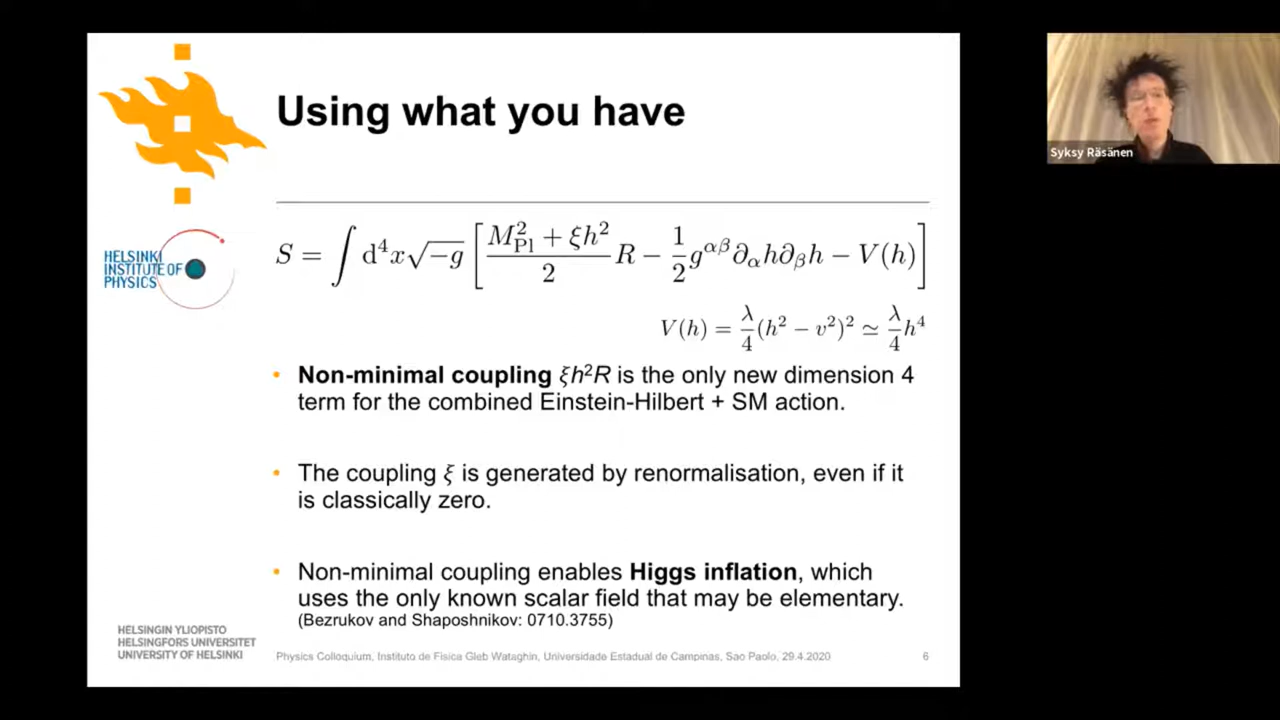 Using what you have
Syksy Räsänen
HELSINKI
INSTITUTE OF
PHYSICS
S = ∫ d⁴x√−g [ (M²_Pl + ξh²)/2 R − 1/2 g^{αβ}∂_αh∂_βh − V(h) ]
V(h) = λ/4 (h² − v²)² ≃ λ/4 h⁴
• Non-minimal coupling ξh²R is the only new dimension 4
term for the combined Einstein-Hilbert + SM action.
• The coupling ξ is generated by renormalisation, even if it
is classically zero.
• Non-minimal coupling enables Higgs inflation, which
uses the only known scalar field that may be elementary.
(Bezrukov and Shaposhnikov: 0710.3755)
HELSINGIN YLIOPISTO
HELSINGFORS UNIVERSITET
UNIVERSITY OF HELSINKI
Physics Colloquium, Instituto de Física Gleb Wataghin, Universidade Estadual de Campinas, Sao Paolo, 29.4.2020
6